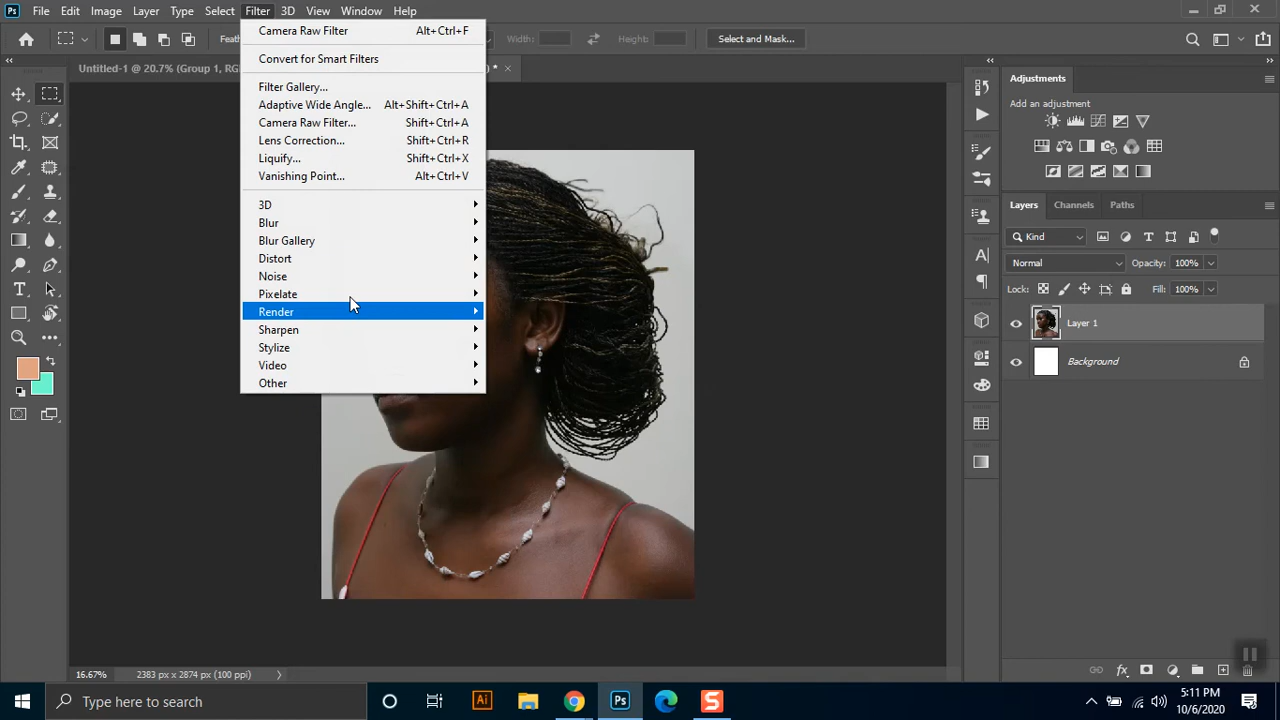 Ps File Edit Image Layer Type Select Filter 3D View Window Help
Feath
Width: Height: Select and Mask...
Untitled-1 @ 20.7% (Group 1, RG
) *
Camera Raw Filter Alt+Ctrl+F
Convert for Smart Filters
Filter Gallery...
Adaptive Wide Angle... Alt+Shift+Ctrl+A
Camera Raw Filter... Shift+Ctrl+A
Lens Correction... Shift+Ctrl+R
Liquify... Shift+Ctrl+X
Vanishing Point... Alt+Ctrl+V
3D
Blur
Blur Gallery
Distort
Noise
Pixelate
Render
Sharpen
Stylize
Video
Other
Adjustments
Add an adjustment
Layers Channels Paths
Kind
Normal Opacity: 100%
Lock: Fill: 100%
Layer 1
Background
16.67% 2383 px x 2874 px (100 ppi)
Type here to search
Ai
Ps
S
:11 PM
10/6/2020